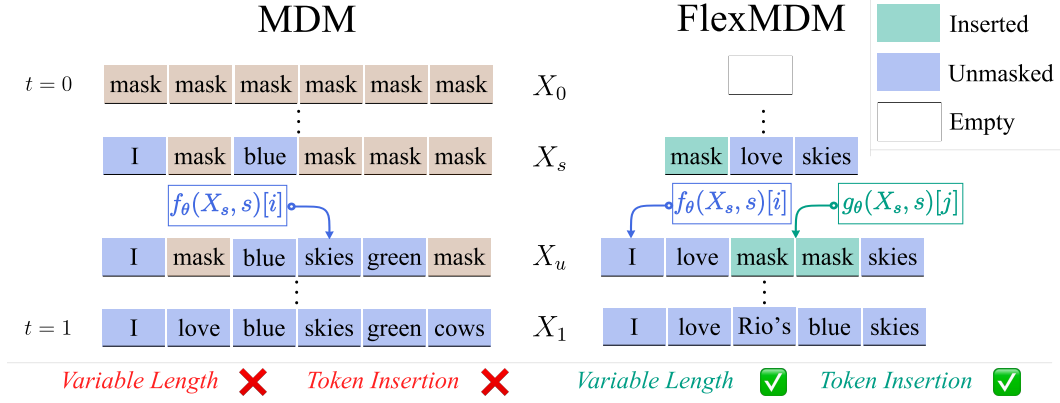 MDM
FlexMDM
Inserted
Unmasked
Empty
t = 0
mask mask mask mask mask mask
X_0
X_s
I mask blue mask mask mask
mask love skies
f_θ(X_s, s)[i]
f_θ(X_s, s)[i]
g_θ(X_s, s)[j]
I mask blue skies green mask
X_u
I love mask mask skies
t = 1
I love blue skies green cows
X_1
I love Rio's blue skies
Variable Length ❌ Token Insertion ❌
Variable Length ✅ Token Insertion ✅